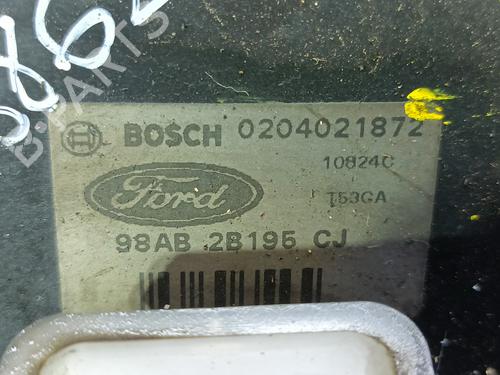 BOSCH 0204021872
10824C
Ford
T53GA
98AB 2B195 CJ
B-PARTS